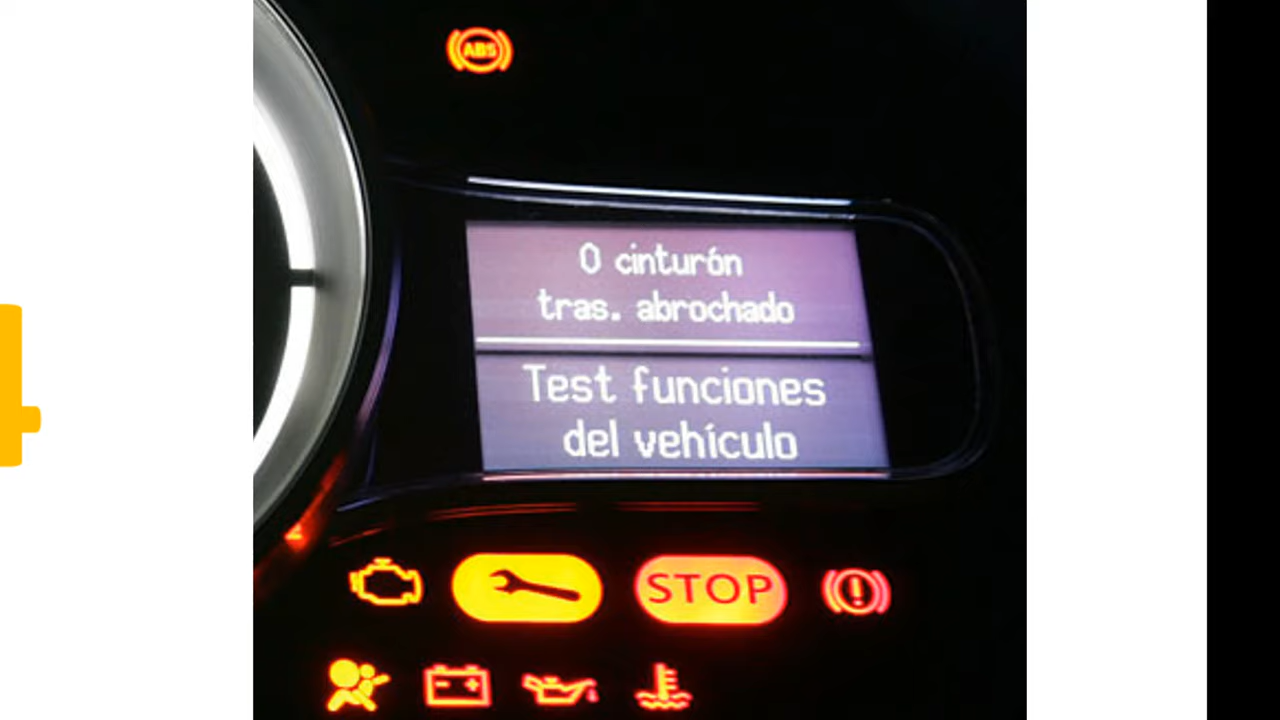 ABS
0 cinturón
tras. abrochado
Test funciones
del vehículo
STOP